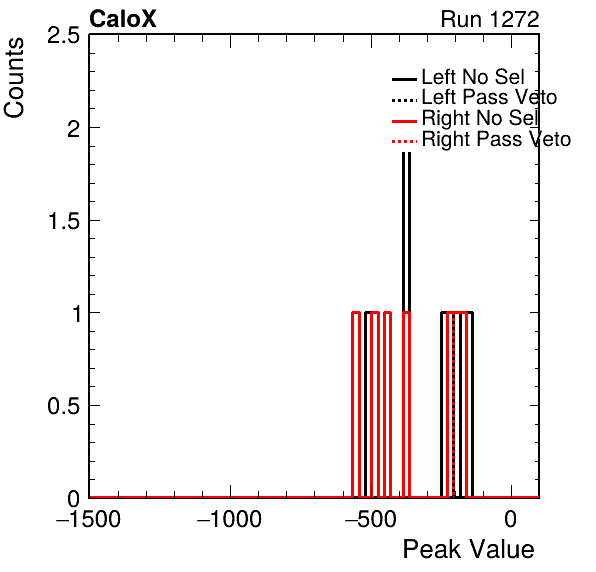 CaloX Run 1272
Counts
2.5
2
1.5
1
0.5
0
Left No Sel
Left Pass Veto
Right No Sel
Right Pass Veto
−1500 −1000 −500 0
Peak Value